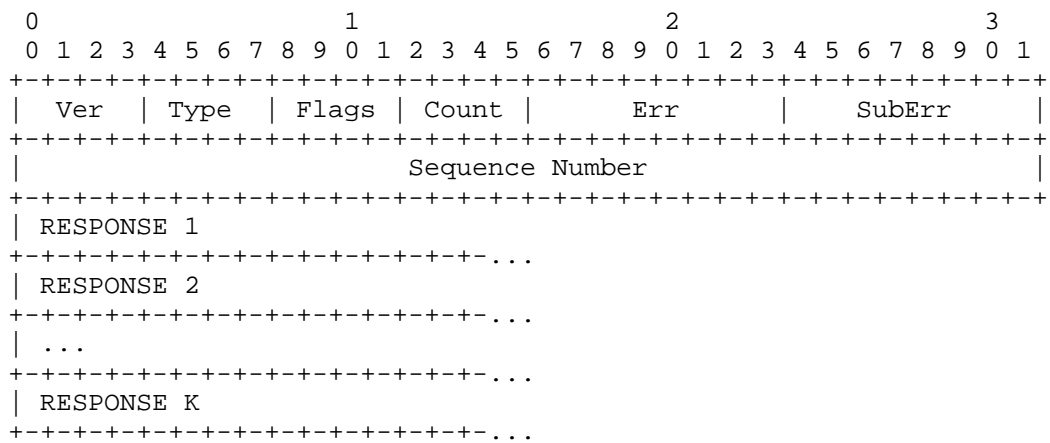 0                   1                   2                   3
 0 1 2 3 4 5 6 7 8 9 0 1 2 3 4 5 6 7 8 9 0 1 2 3 4 5 6 7 8 9 0 1
+-+-+-+-+-+-+-+-+-+-+-+-+-+-+-+-+-+-+-+-+-+-+-+-+-+-+-+-+-+-+-+-+
|  Ver  | Type  | Flags | Count |      Err      |    SubErr     |
+-+-+-+-+-+-+-+-+-+-+-+-+-+-+-+-+-+-+-+-+-+-+-+-+-+-+-+-+-+-+-+-+
|                        Sequence Number                        |
+-+-+-+-+-+-+-+-+-+-+-+-+-+-+-+-+-+-+-+-+-+-+-+-+-+-+-+-+-+-+-+-+
| RESPONSE 1
+-+-+-+-+-+-+-+-+-+-+-+-+-+-+-...
| RESPONSE 2
+-+-+-+-+-+-+-+-+-+-+-+-+-+-+-...
| ...
+-+-+-+-+-+-+-+-+-+-+-+-+-+-+-...
| RESPONSE K
+-+-+-+-+-+-+-+-+-+-+-+-+-+-+-...